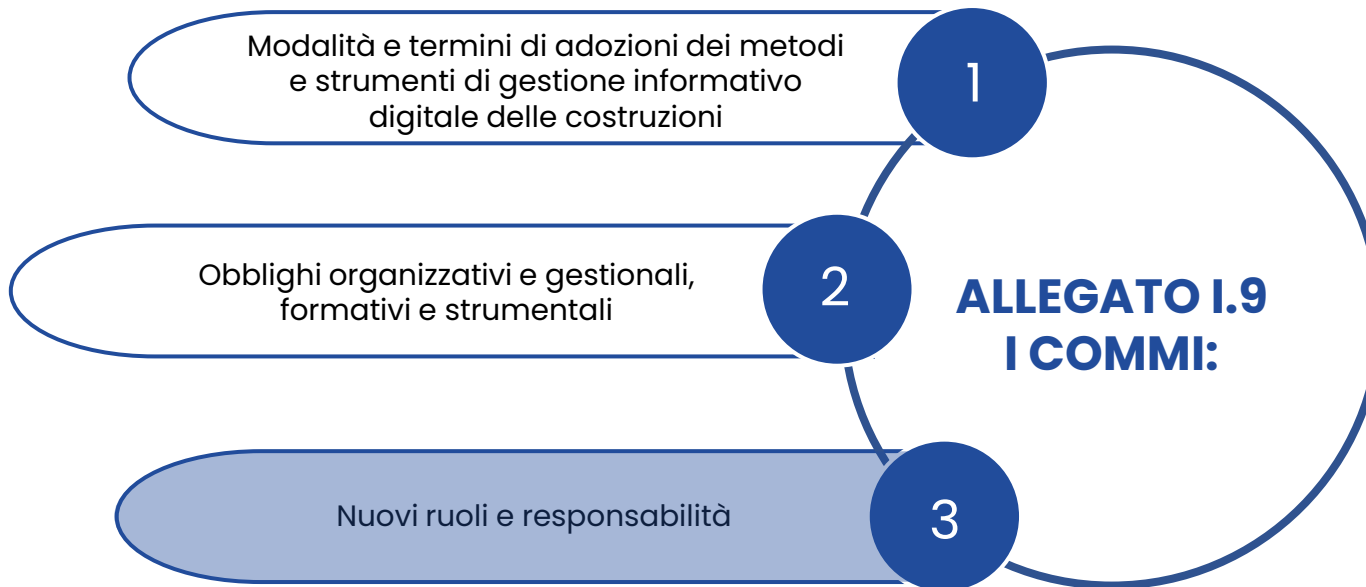 Modalità e termini di adozioni dei metodi
e strumenti di gestione informativo
digitale delle costruzioni
1
Obblighi organizzativi e gestionali,
formativi e strumentali
2
ALLEGATO I.9
I COMMI:
Nuovi ruoli e responsabilità
3